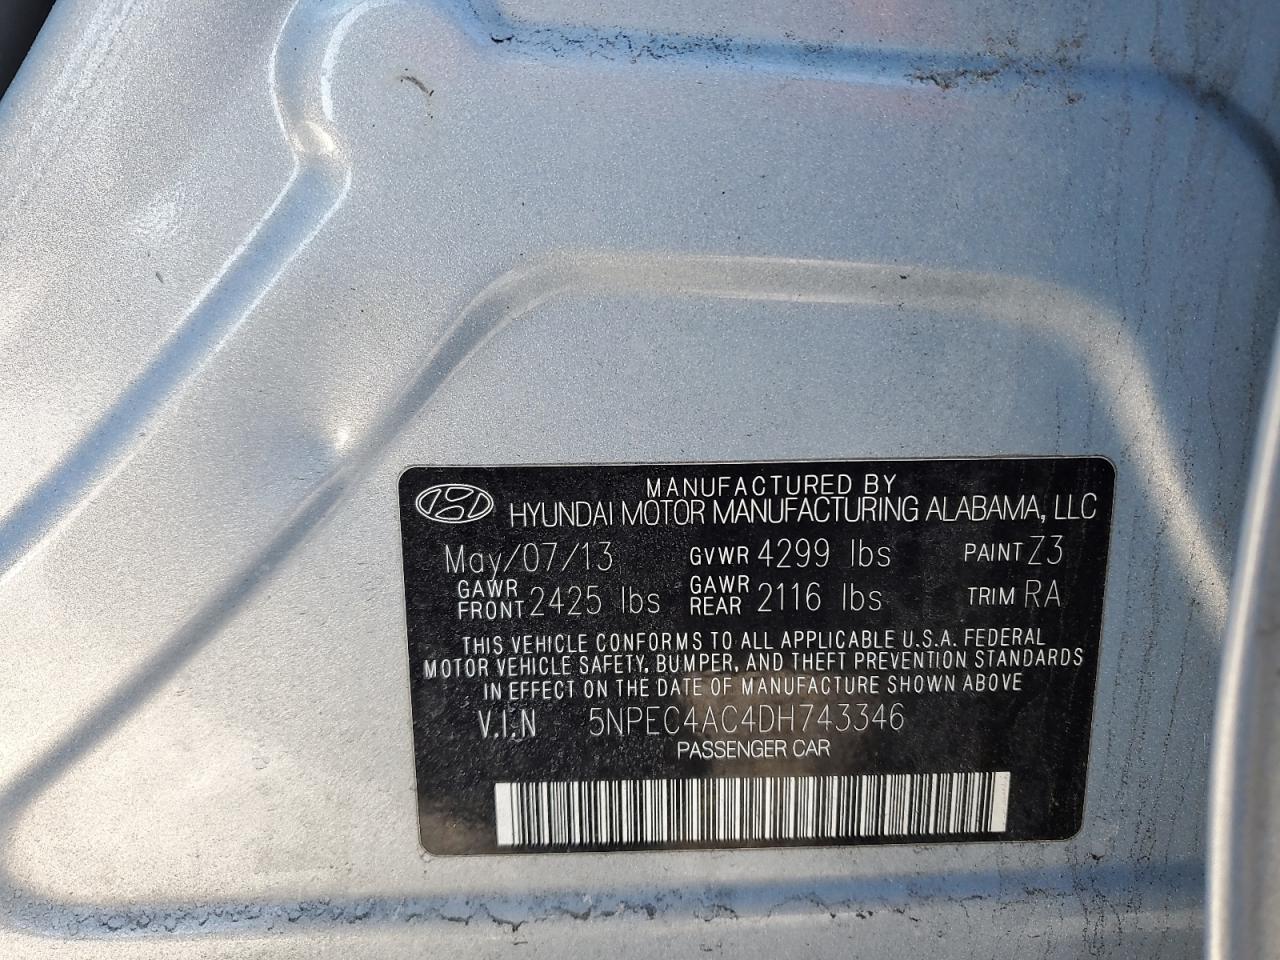 MANUFACTURED BY
HYUNDAI MOTOR MANUFACTURING ALABAMA, LLC
May/07/13 GVWR 4299 lbs PAINT Z3
GAWR FRONT 2425 lbs GAWR REAR 2116 lbs TRIM RA
THIS VEHICLE CONFORMS TO ALL APPLICABLE U.S.A. FEDERAL
MOTOR VEHICLE SAFETY, BUMPER, AND THEFT PREVENTION STANDARDS
IN EFFECT ON THE DATE OF MANUFACTURE SHOWN ABOVE
V.I.N 5NPEC4AC4DH743346
PASSENGER CAR